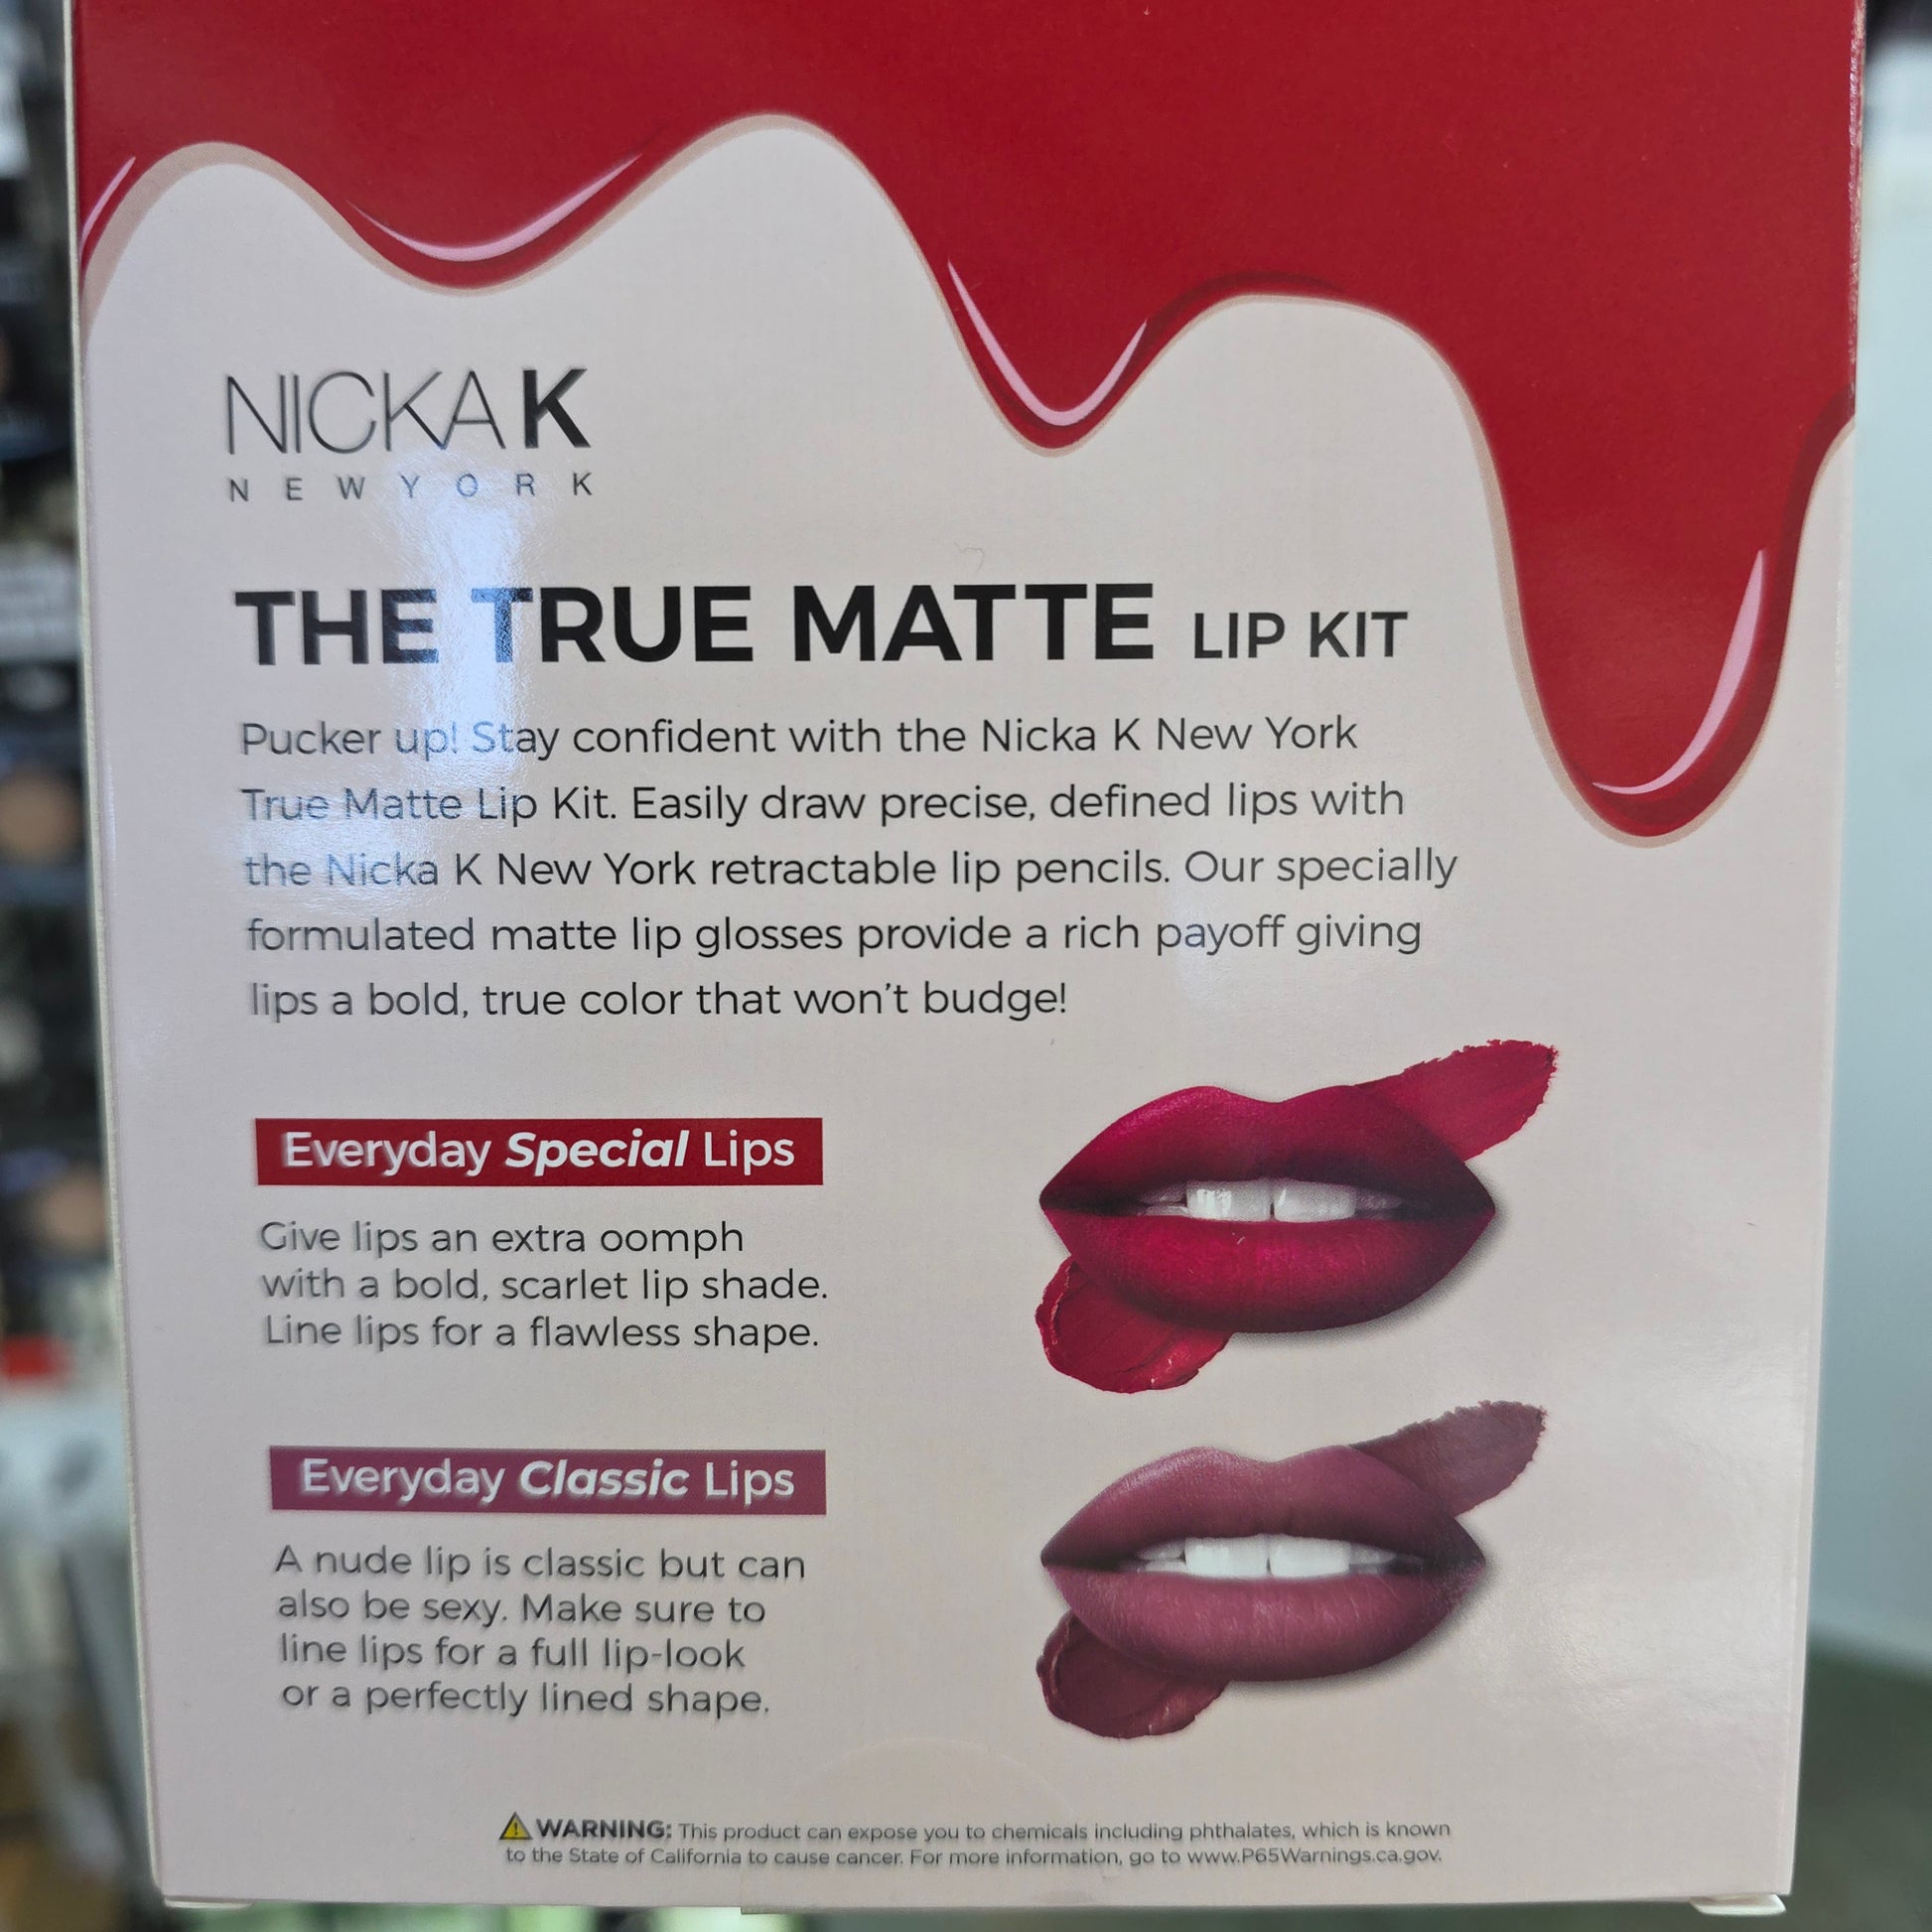 NICKA K
NEW YORK
THE TRUE MATTE LIP KIT
Pucker up! Stay confident with the Nicka K New York
True Matte Lip Kit. Easily draw precise, defined lips with
the Nicka K New York retractable lip pencils. Our specially
formulated matte lip glosses provide a rich payoff giving
lips a bold, true color that won't budge!
Everyday Special Lips
Give lips an extra oomph
with a bold, scarlet lip shade.
Line lips for a flawless shape.
Everyday Classic Lips
A nude lip is classic but can
also be sexy. Make sure to
line lips for a full lip-look
or a perfectly lined shape.
WARNING: This product can expose you to chemicals including phthalates, which is known
to the State of California to cause cancer. For more information, go to www.P65Warnings.ca.gov.